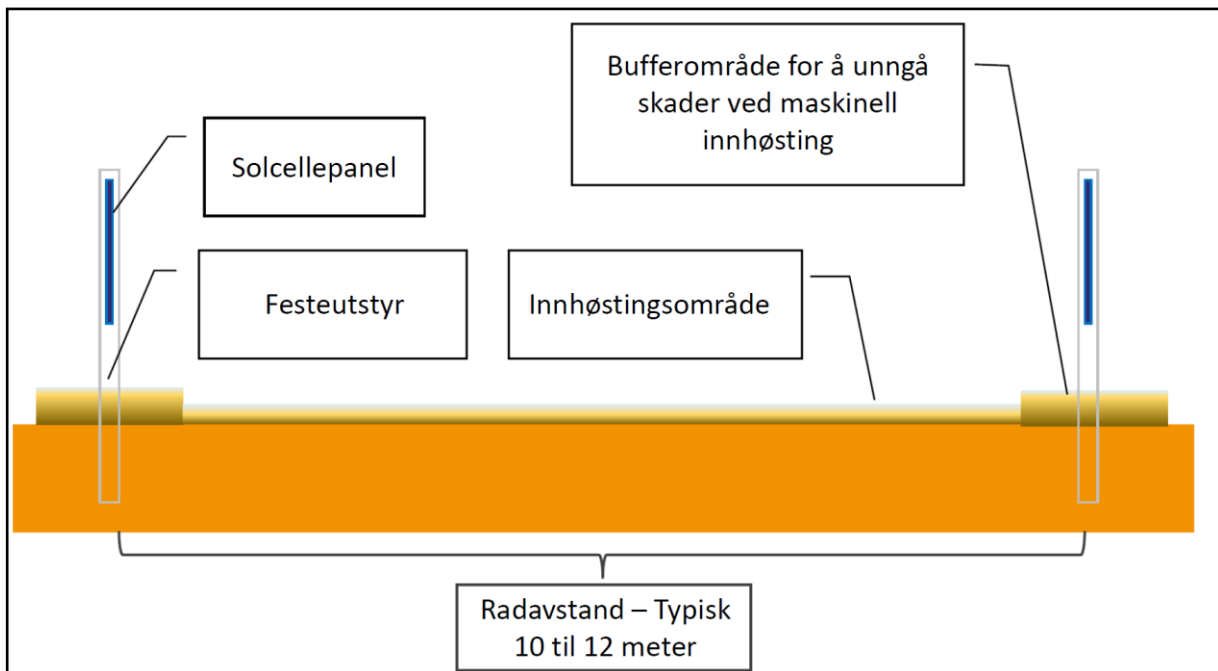 Bufferområde for å unngå
skader ved maskinell
innhøsting
Solcellepanel
Festeutstyr
Innhøstingsområde
Radavstand – Typisk
10 til 12 meter